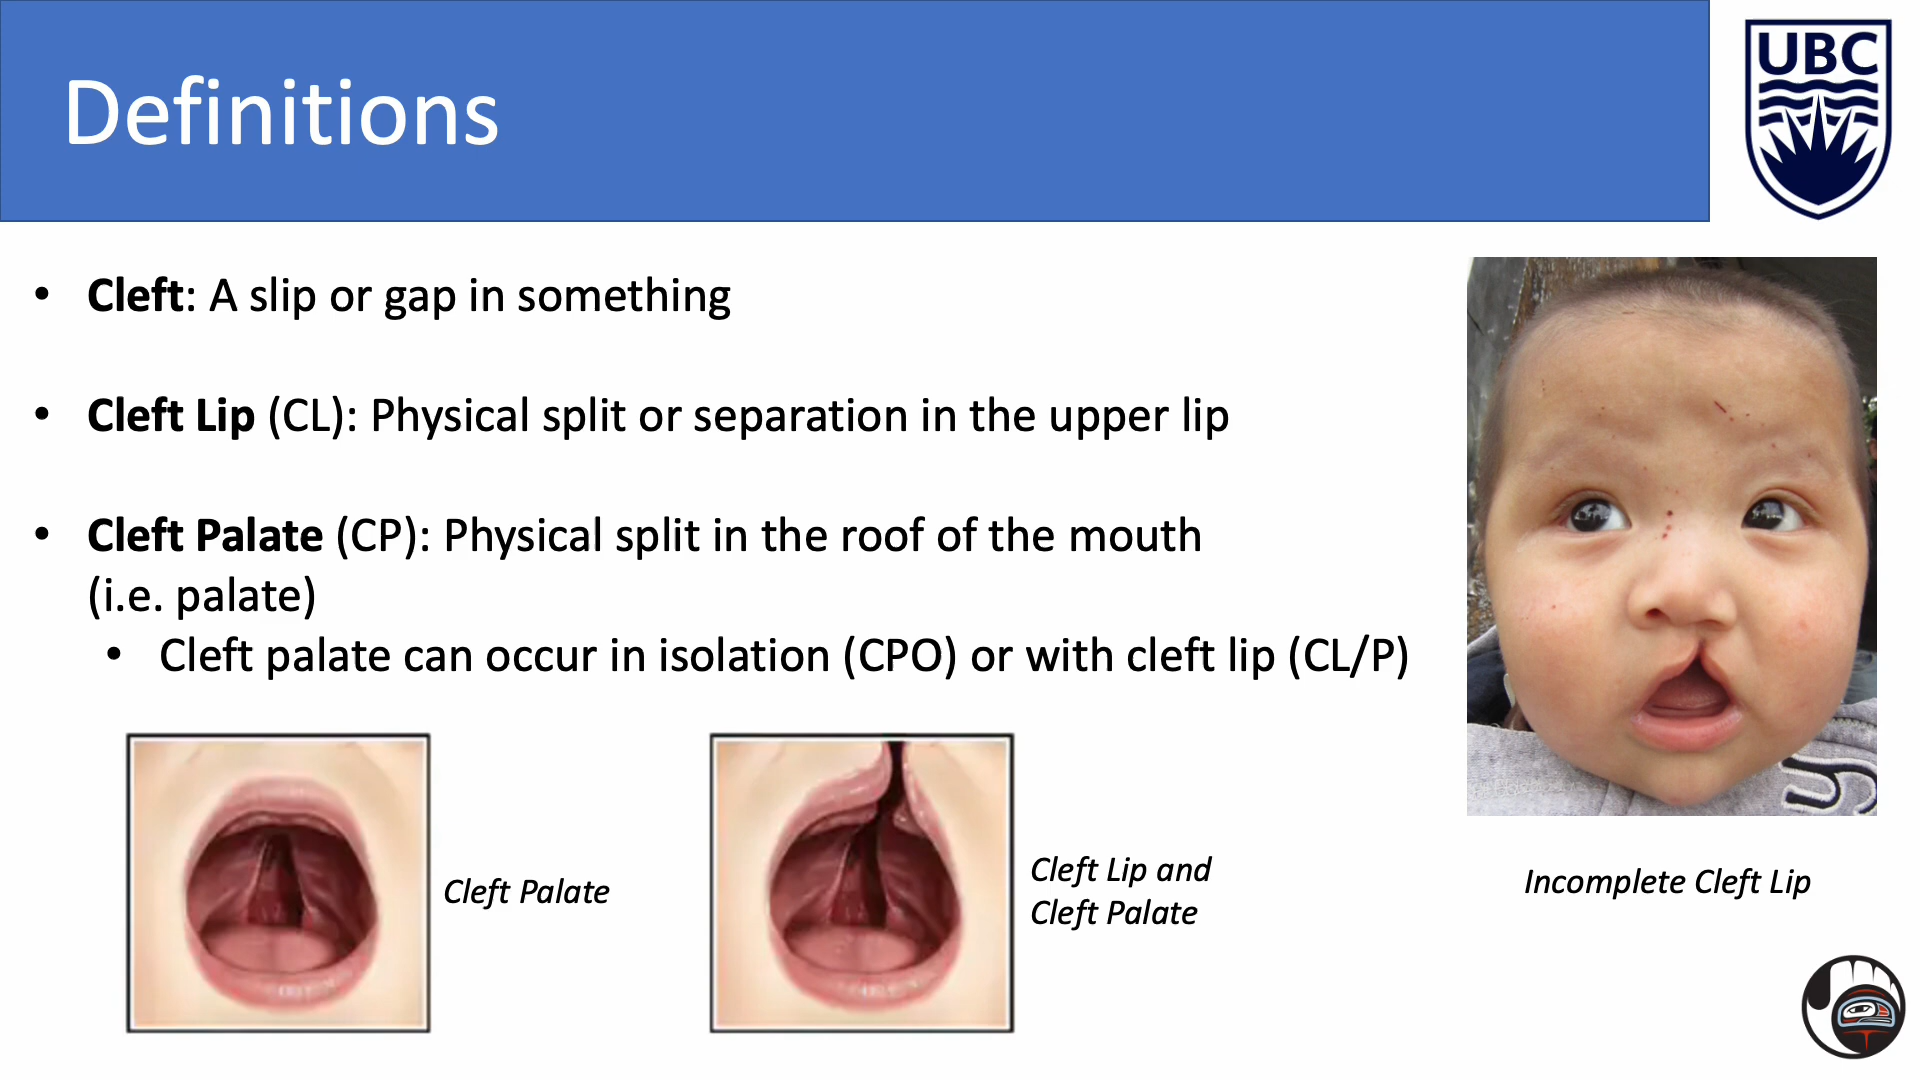 Definitions
UBC
• Cleft: A slip or gap in something
• Cleft Lip (CL): Physical split or separation in the upper lip
• Cleft Palate (CP): Physical split in the roof of the mouth
(i.e. palate)
• Cleft palate can occur in isolation (CPO) or with cleft lip (CL/P)
Cleft Palate
Cleft Lip and
Cleft Palate
Incomplete Cleft Lip